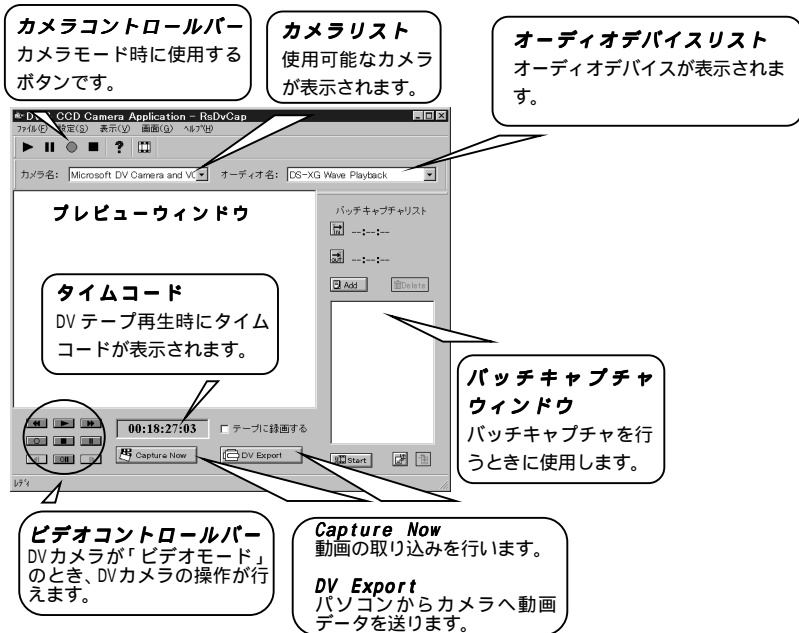 カメラコントロールバー
カメラモード時に使用する
ボタンです。
カメラリスト
使用可能なカメラ
が表示されます。
オーディオデバイスリスト
オーディオデバイスが表示されま
す。
CCD Camera Application - RsDvCap
ファイル(F) 設定(S) 表示(V) 画面(G) ヘルプ(H)
カメラ名: Microsoft DV Camera and VC オーディオ名: DS-XG Wave Playback
プレビューウィンドウ
バッチキャプチャリスト
IN --:--:--
OUT --:--:--
Add Delete
タイムコード
DVテープ再生時にタイム
コードが表示されます。
バッチキャプチャ
ウィンドウ
バッチキャプチャを行
うときに使用します。
00:18:27:03 テープに録画する
Capture Now DV Export Start
レディ
ビデオコントロールバー
DVカメラが「ビデオモード」
のとき、DVカメラの操作が行
えます。
Capture Now
動画の取り込みを行います。
DV Export
パソコンからカメラへ動画
データを送ります。